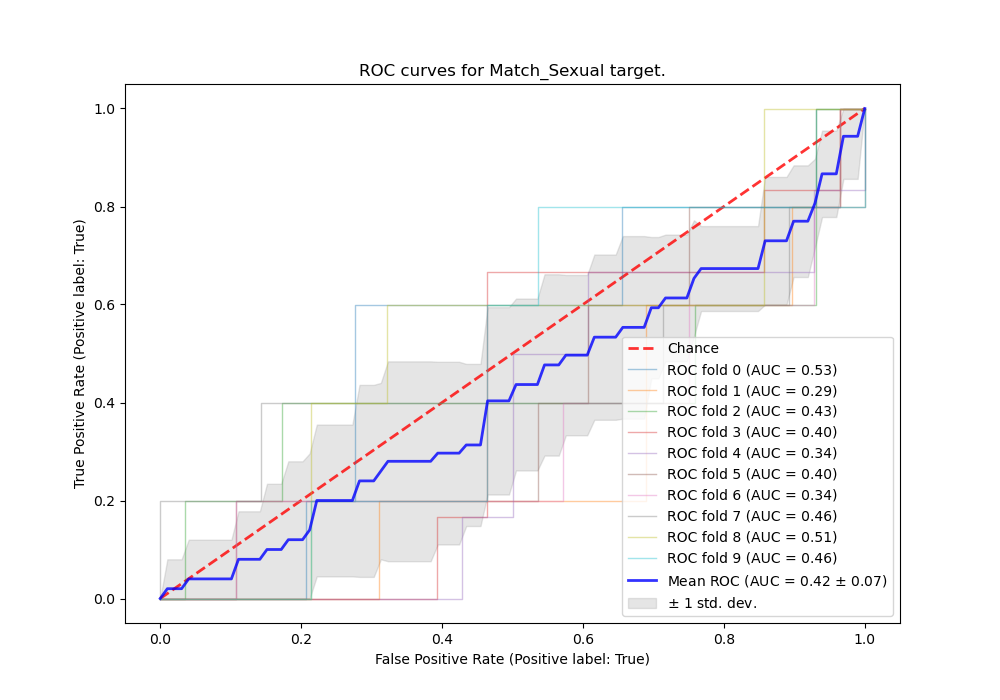 ROC curves for Match_Sexual target.
True Positive Rate (Positive label: True)
1.0
0.8
0.6
0.4
0.2
0.0
Chance
ROC fold 0 (AUC = 0.53)
ROC fold 1 (AUC = 0.29)
ROC fold 2 (AUC = 0.43)
ROC fold 3 (AUC = 0.40)
ROC fold 4 (AUC = 0.34)
ROC fold 5 (AUC = 0.40)
ROC fold 6 (AUC = 0.34)
ROC fold 7 (AUC = 0.46)
ROC fold 8 (AUC = 0.51)
ROC fold 9 (AUC = 0.46)
Mean ROC (AUC = 0.42 ± 0.07)
± 1 std. dev.
0.0 0.2 0.4 0.6 0.8 1.0
False Positive Rate (Positive label: True)